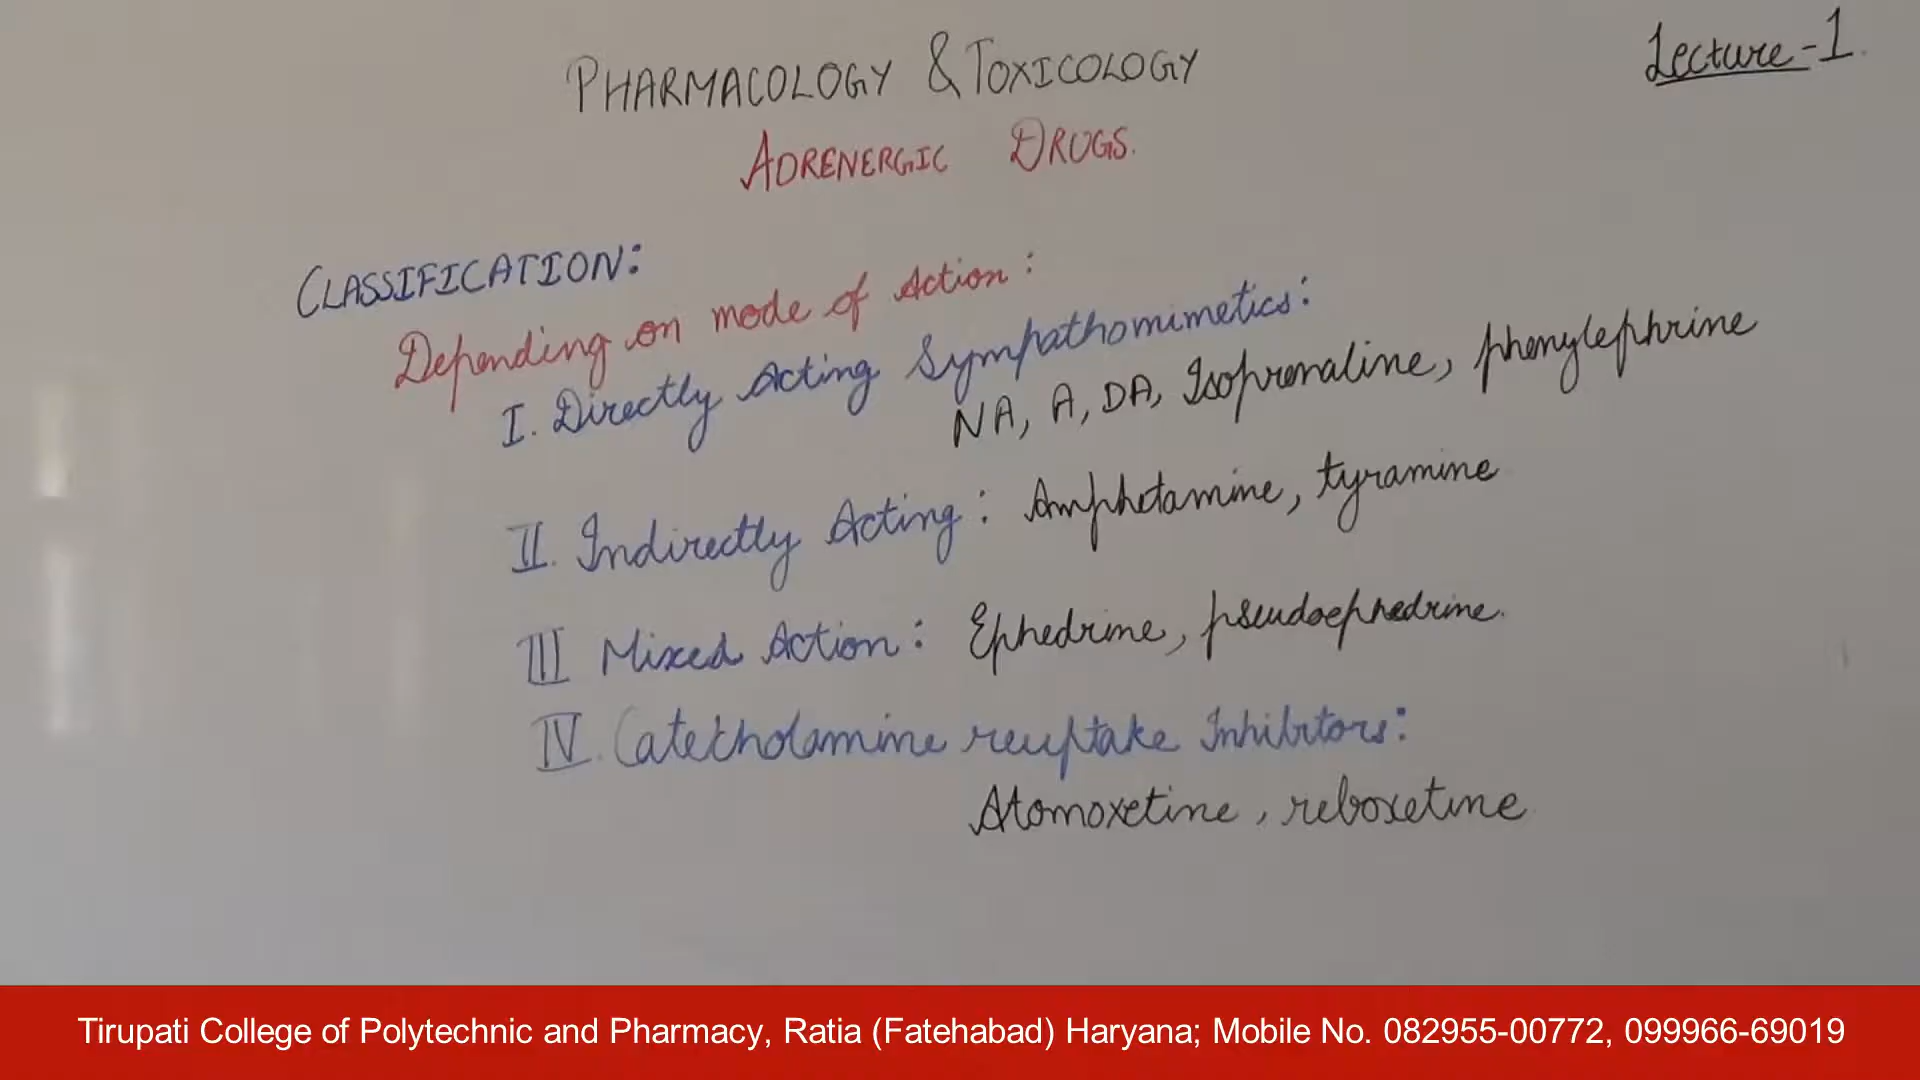 Lecture-1.
PHARMACOLOGY & TOXICOLOGY
ADRENERGIC DRUGS.
CLASSIFICATION:
Depending on mode of Action:
I. Directly Acting Sympathomimetics:
NA, A, DA, Isoprenaline, phenylephrine
II. Indirectly Acting: Amphetamine, tyramine
III Mixed Action: Ephedrine, pseudoephedrine.
IV. Catecholamine reuptake Inhibitors:
Atomoxetine, reboxetine
Tirupati College of Polytechnic and Pharmacy, Ratia (Fatehabad) Haryana; Mobile No. 082955-00772, 099966-69019